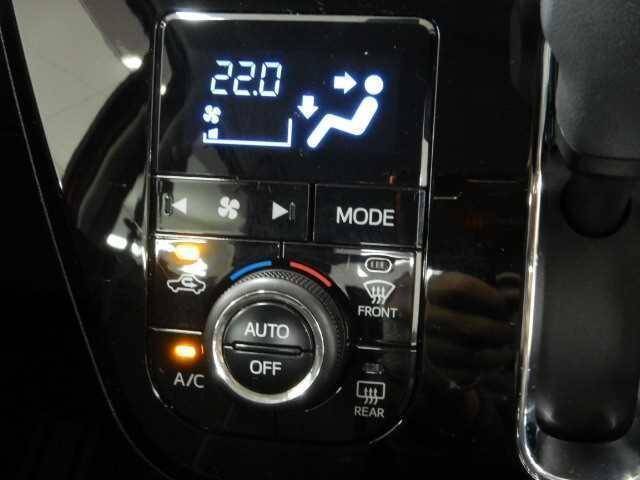 22.0
MODE
FRONT
AUTO
OFF
A/C
REAR